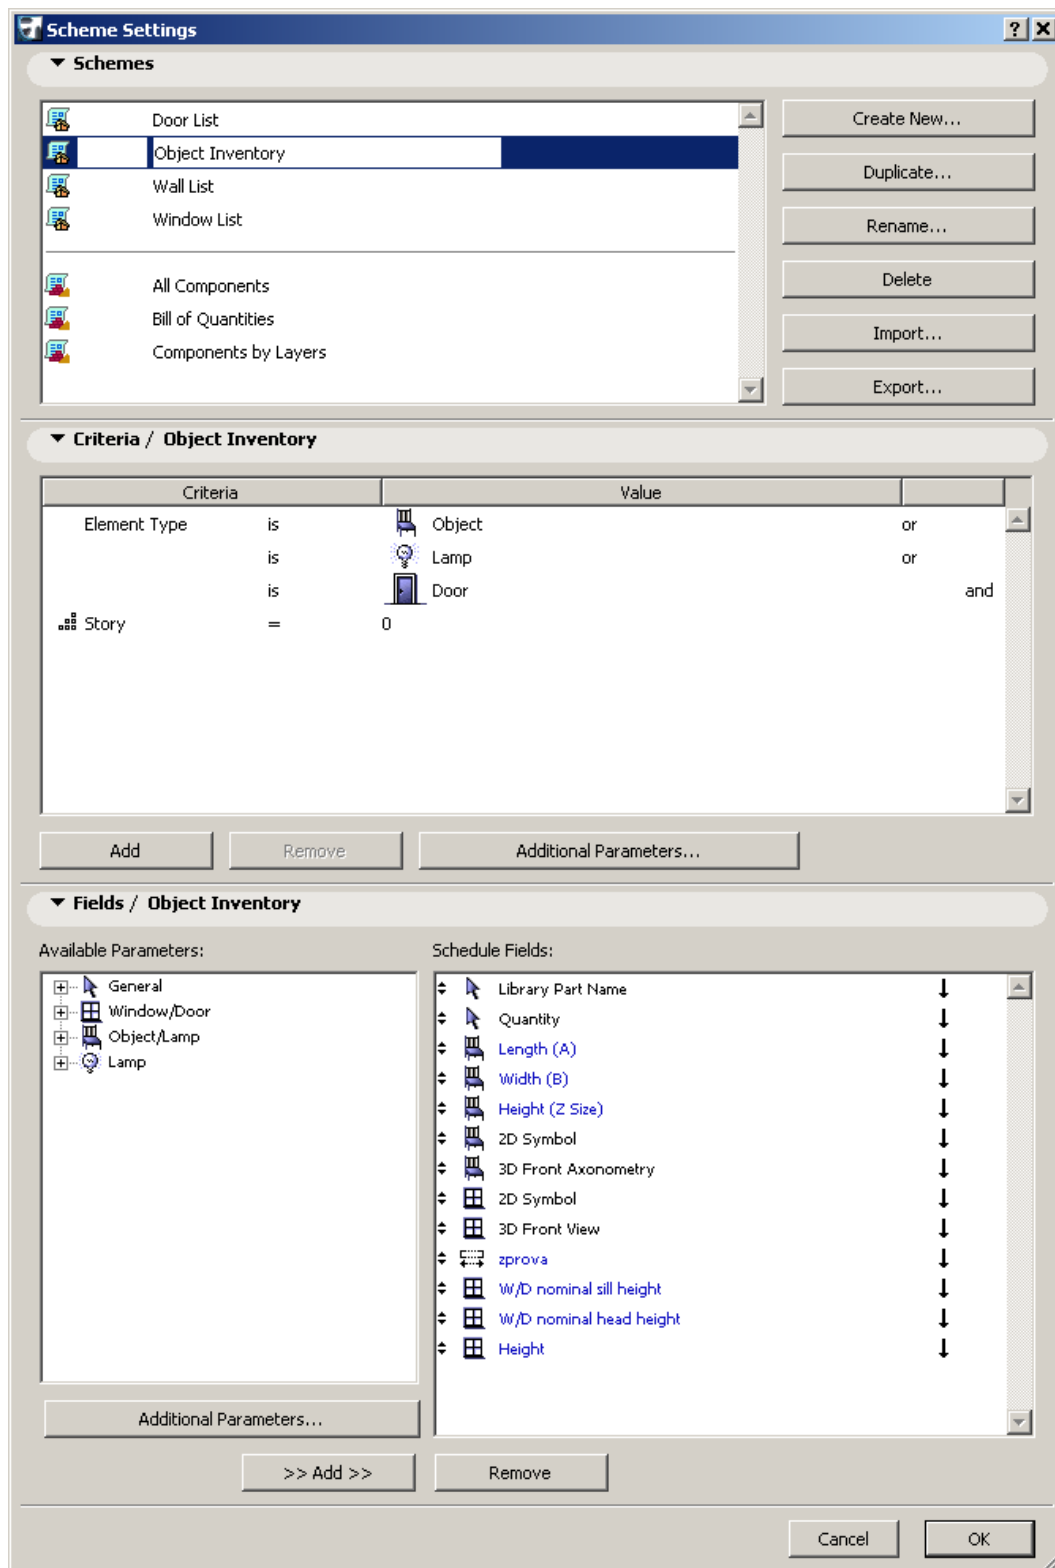 Scheme Settings
Schemes
Door List
Object Inventory
Wall List
Window List
All Components
Bill of Quantities
Components by Layers
Create New...
Duplicate...
Rename...
Delete
Import...
Export...
Criteria / Object Inventory
Criteria Value
Element Type is Object or
is Lamp or
is Door and
Story = 0
Add Remove Additional Parameters...
Fields / Object Inventory
Available Parameters:
General
Window/Door
Object/Lamp
Lamp
Additional Parameters...
Schedule Fields:
Library Part Name
Quantity
Length (A)
Width (B)
Height (Z Size)
2D Symbol
3D Front Axonometry
2D Symbol
3D Front View
zprova
W/D nominal sill height
W/D nominal head height
Height
>> Add >> Remove
Cancel OK